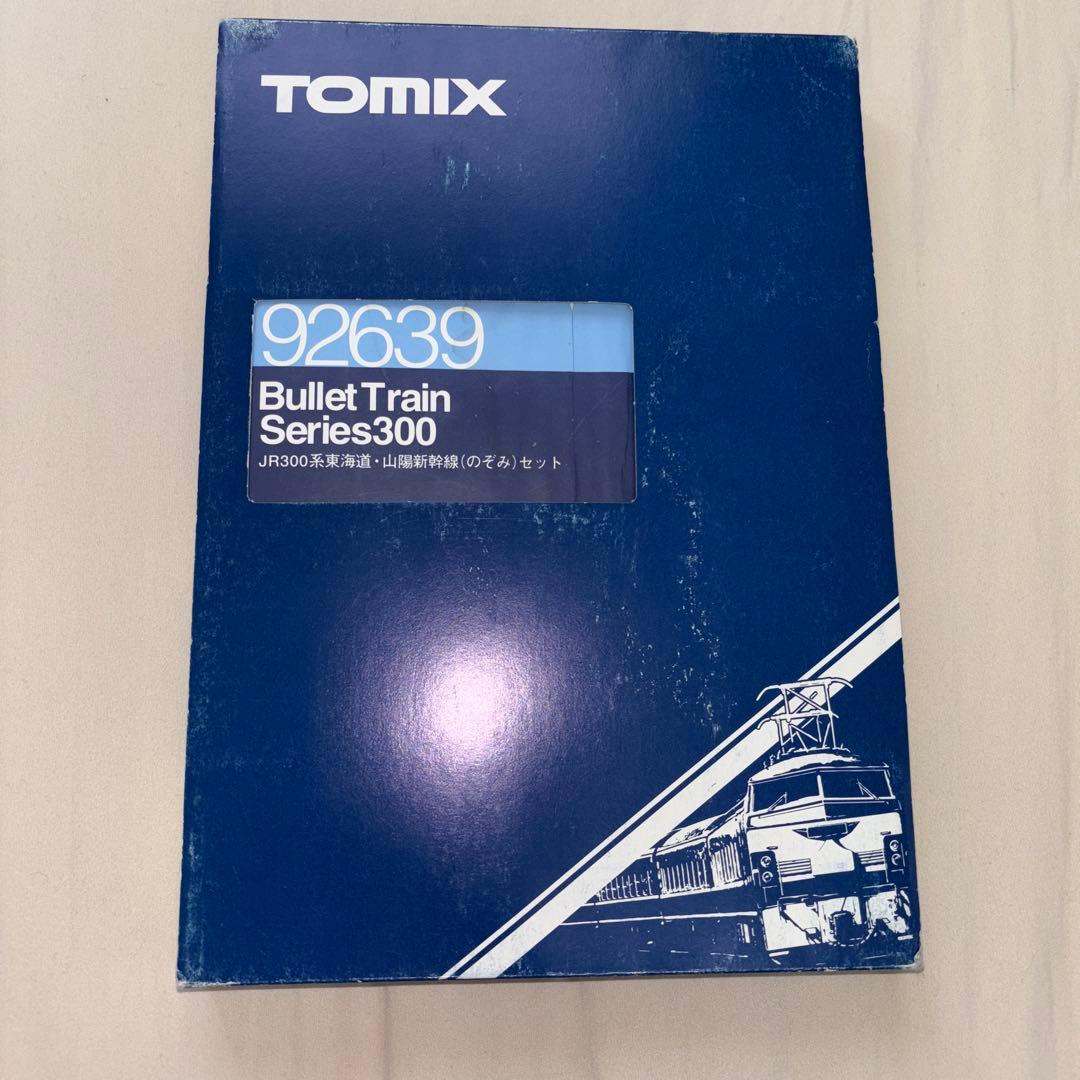 TOMIX
92639
Bullet Train
Series300
JR300系東海道・山陽新幹線(のぞみ)セット